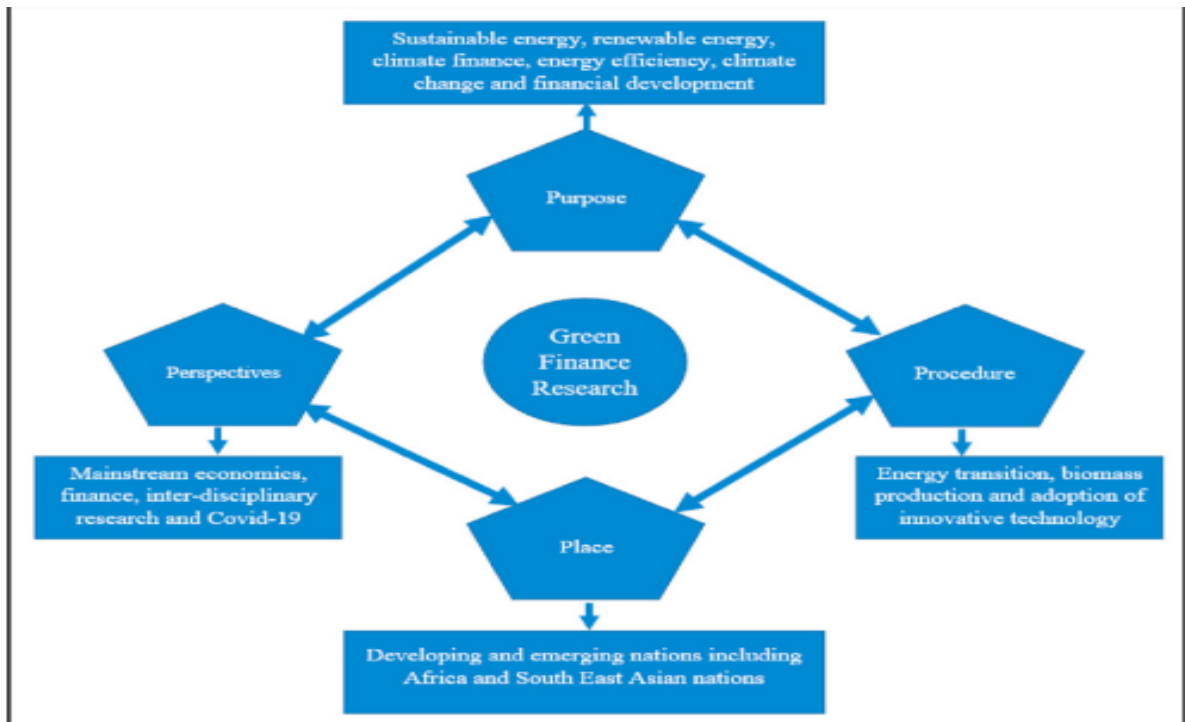 Sustainable energy, renewable energy,
climate finance, energy efficiency, climate
change and financial development
Purpose
Green
Finance
Research
Perspectives
Procedure
Mainstream economics,
finance, inter-disciplinary
research and Covid-19
Energy transition, biomass
production and adoption of
innovative technology
Place
Developing and emerging nations including
Africa and South East Asian nations